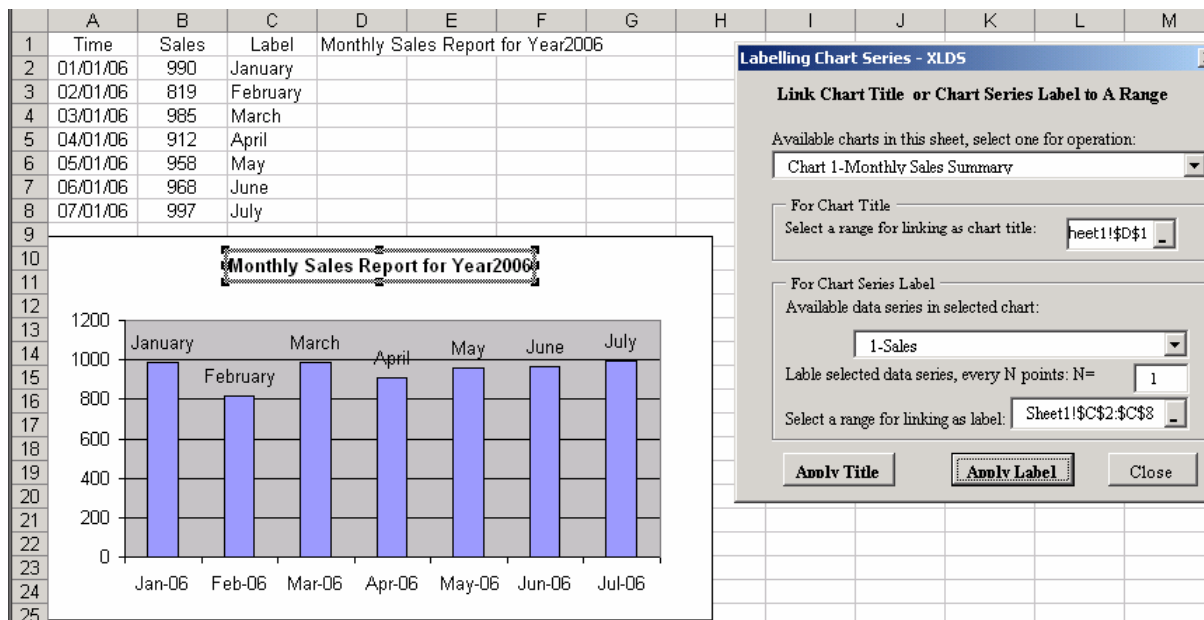 A B C D E F G H I J K L M
1 Time Sales Label Monthly Sales Report for Year2006
2 01/01/06 990 January
3 02/01/06 819 February
4 03/01/06 985 March
5 04/01/06 912 April
6 05/01/06 958 May
7 06/01/06 968 June
8 07/01/06 997 July
9
10
11
12
13
14
15
16
17
18
19
20
21
22
23
24
25
Monthly Sales Report for Year2006
1200
1000
800
600
400
200
0
January February March April May June July
Jan-06 Feb-06 Mar-06 Apr-06 May-06 Jun-06 Jul-06
Labelling Chart Series - XLDS
Link Chart Title or Chart Series Label to A Range
Available charts in this sheet, select one for operation:
Chart 1-Monthly Sales Summary
For Chart Title
Select a range for linking as chart title: heet1!$D$1
For Chart Series Label
Available data series in selected chart:
1-Sales
Lable selected data series, every N points: N= 1
Select a range for linking as label: Sheet1!$C$2:$C$8
Apply Title Apply Label Close